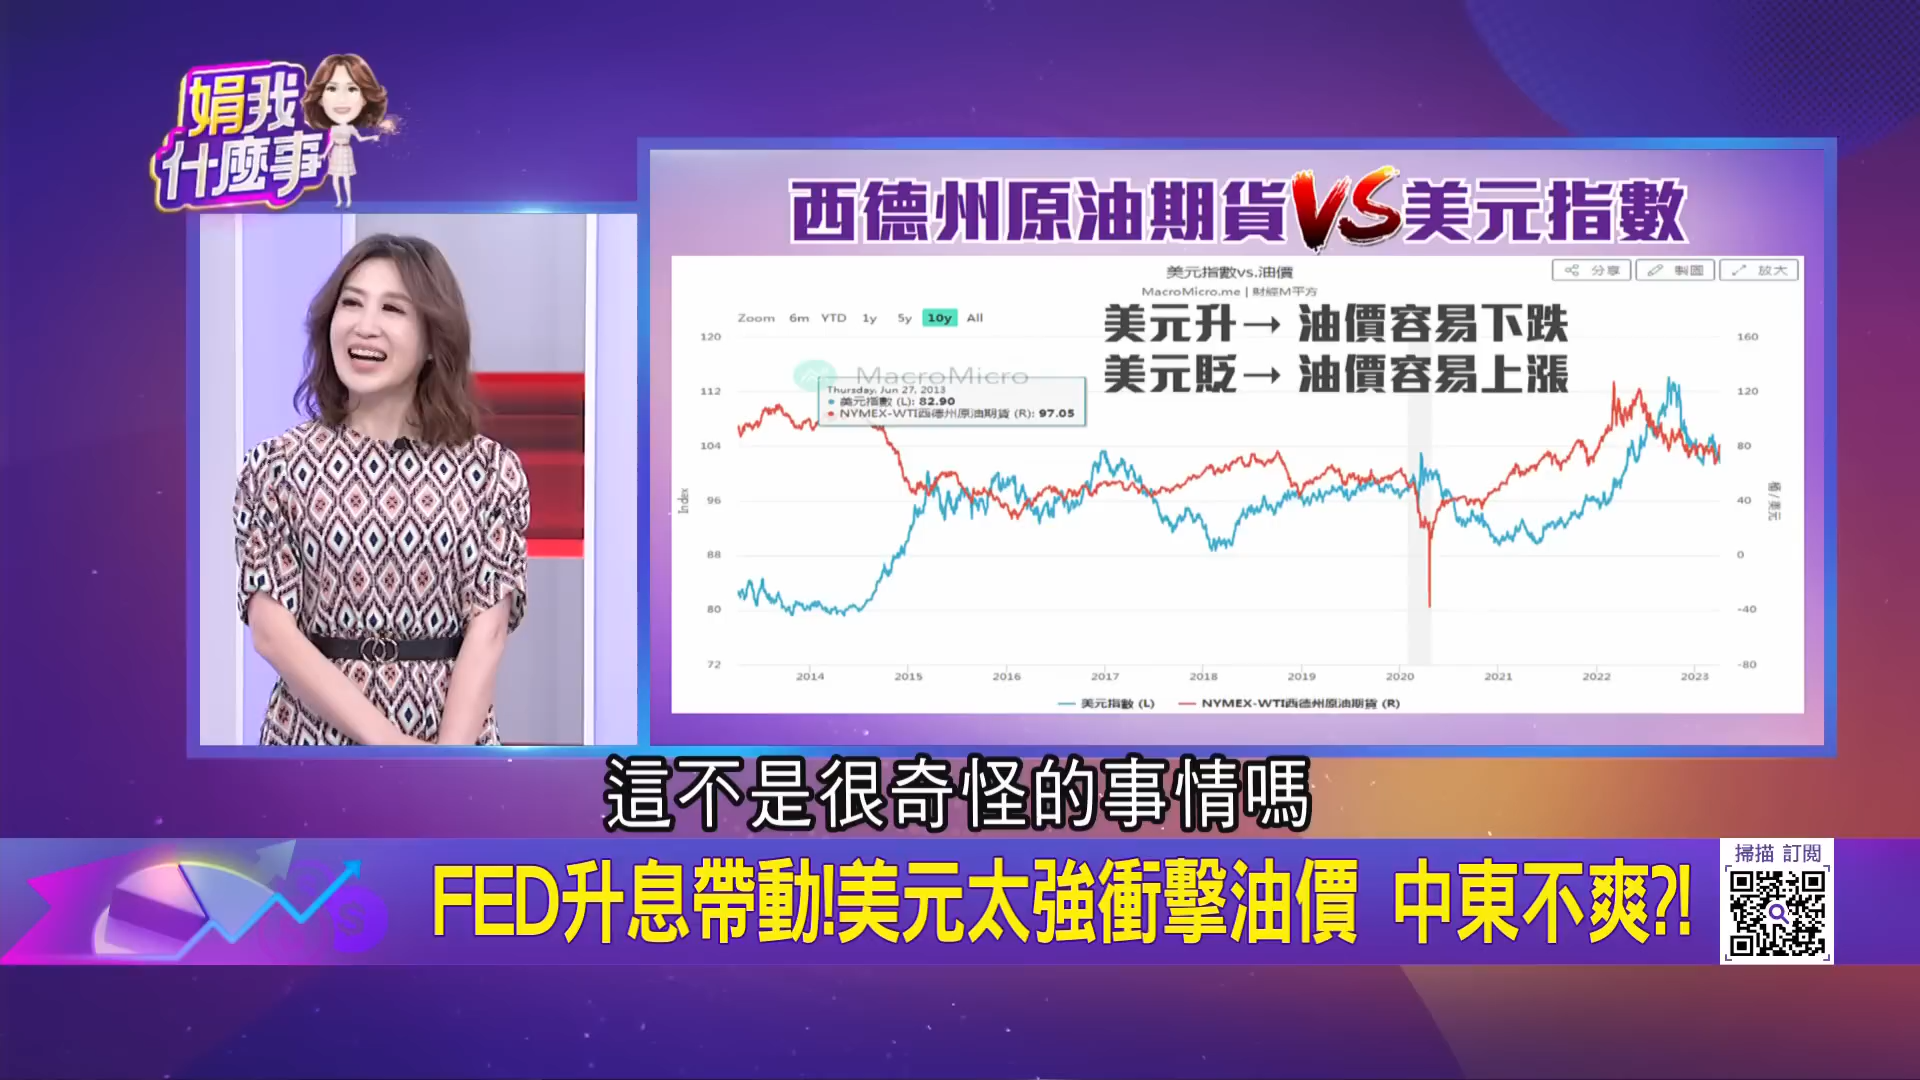 娟我
什麼事
西德州原油期貨VS美元指數
美元指數vs.油價
MacroMicro.me | 財經M平方
分享
製圖
放大
美元升→ 油價容易下跌
美元貶→ 油價容易上漲
Zoom 6m YTD 1y 5y 10y All
MacroMicro
Thursday, Jun 27, 2013
美元指數 (L): 82.90
NYMEX-WTI西德州原油期貨 (R): 97.05
120
112
104
96
88
80
72
Index
160
120
80
40
0
-40
-80
桶/美元
2014 2015 2016 2017 2018 2019 2020 2021 2022 2023
美元指數 (L) NYMEX-WTI西德州原油期貨 (R)
這不是很奇怪的事情嗎
FED升息帶動!美元太強衝擊油價 中東不爽?!
掃描 訂閱